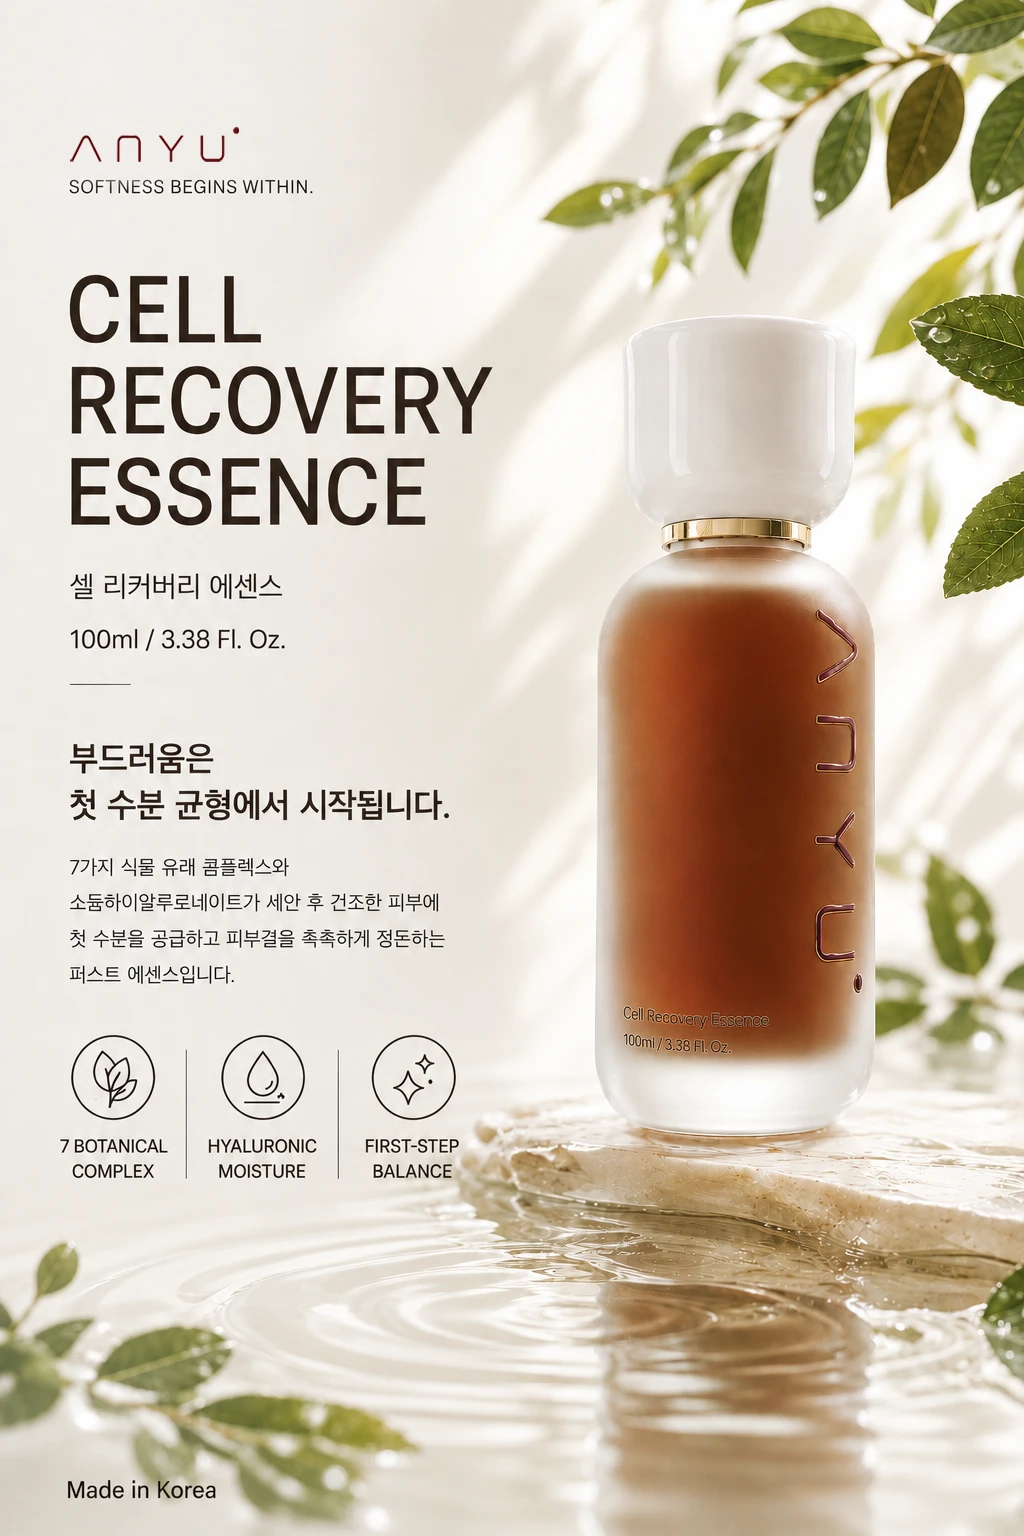 ANYU
SOFTNESS BEGINS WITHIN.
CELL
RECOVERY
ESSENCE
셀 리커버리 에센스
100ml / 3.38 Fl. Oz.
부드러움은
첫 수분 균형에서 시작됩니다.
7가지 식물 유래 콤플렉스와
소듐하이알루로네이트가 세안 후 건조한 피부에
첫 수분을 공급하고 피부결을 촉촉하게 정돈하는
퍼스트 에센스입니다.
7 BOTANICAL
COMPLEX
HYALURONIC
MOISTURE
FIRST-STEP
BALANCE
ANYU
Cell Recovery Essence
100ml / 3.38 Fl. Oz.
Made in Korea